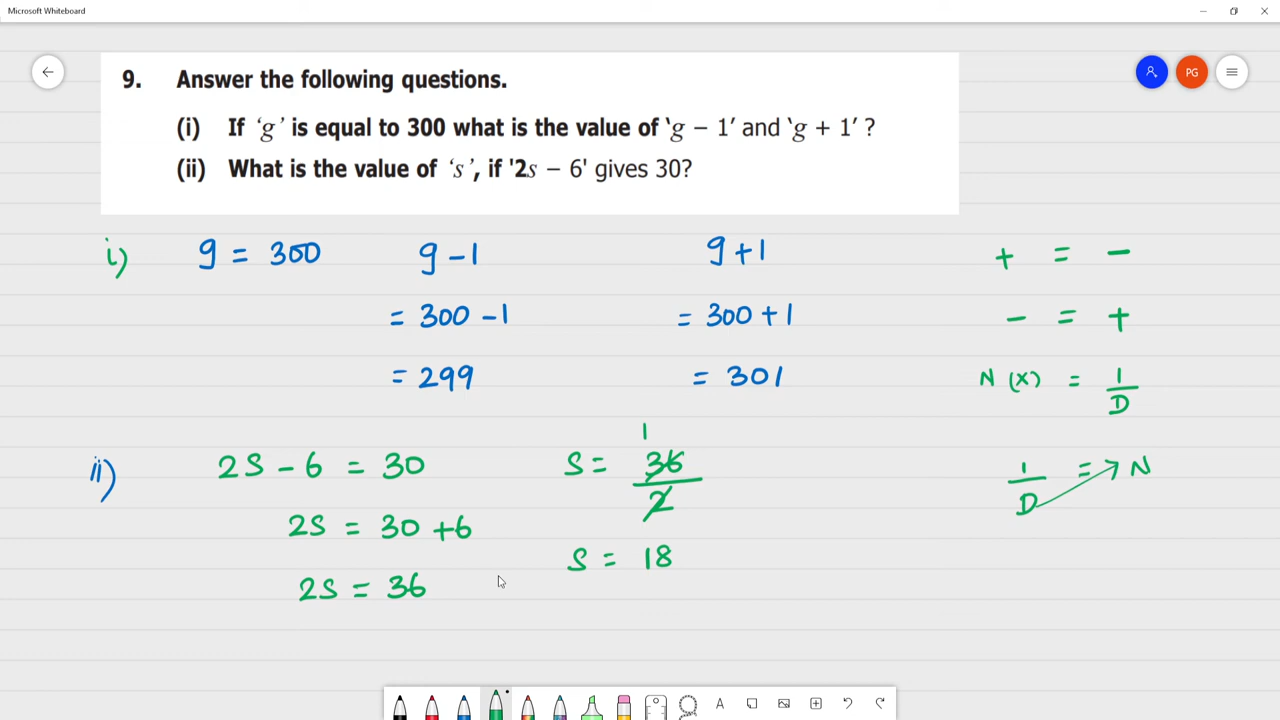 Microsoft Whiteboard
PG
9. Answer the following questions.
(i) If ‘g’ is equal to 300 what is the value of ‘g − 1’ and ‘g + 1’ ?
(ii) What is the value of ‘s’, if '2s − 6' gives 30?
i) g = 300 g - 1 g + 1 + = -
= 300 - 1 = 300 + 1 - = +
= 299 = 301 N (x) = 1/D
ii) 2S - 6 = 30 S = 36/2 1 1/D = N
2S = 30 + 6
2S = 36 S = 18
A